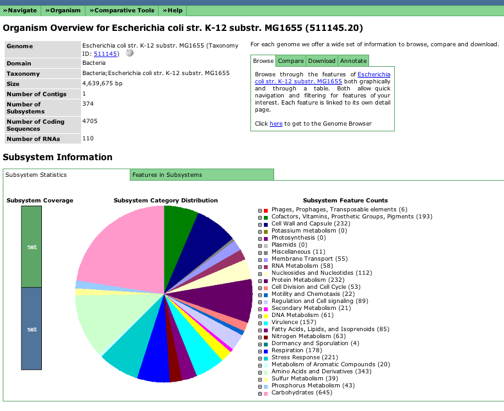 »Navigate »Organism »Comparative Tools »Help
Organism Overview for Escherichia coli str. K-12 substr. MG1655 (511145.20)
Genome Escherichia coli str. K-12 substr. MG1655 (Taxonomy ID: 511145)
Domain Bacteria
Taxonomy Bacteria;Escherichia coli str. K-12 substr. MG1655
Size 4,639,675 bp
Number of Contigs 1
Number of Subsystems 374
Number of Coding Sequences 4705
Number of RNAs 110
For each genome we offer a wide set of information to browse, compare and download.
Browse Compare Download Annotate
Browse through the features of Escherichia
coli str. K-12 substr. MG1655 both graphically
and through a table. Both allow quick
navigation and filtering for features of your
interest. Each feature is linked to its own detail
page.
Click here to get to the Genome Browser
Subsystem Information
Subsystem Statistics Features in Subsystems
Subsystem Coverage
set
set
Subsystem Category Distribution
Subsystem Feature Counts
Phages, Prophages, Transposable elements (6)
Cofactors, Vitamins, Prosthetic Groups, Pigments (193)
Cell Wall and Capsule (232)
Potassium metabolism (0)
Photosynthesis (0)
Plasmids (0)
Miscellaneous (11)
Membrane Transport (55)
RNA Metabolism (58)
Nucleosides and Nucleotides (112)
Protein Metabolism (232)
Cell Division and Cell Cycle (53)
Motility and Chemotaxis (22)
Regulation and Cell signaling (89)
Secondary Metabolism (21)
DNA Metabolism (61)
Virulence (157)
Fatty Acids, Lipids, and Isoprenoids (85)
Nitrogen Metabolism (63)
Dormancy and Sporulation (4)
Respiration (178)
Stress Response (221)
Metabolism of Aromatic Compounds (20)
Amino Acids and Derivatives (343)
Sulfur Metabolism (39)
Phosphorus Metabolism (43)
Carbohydrates (645)